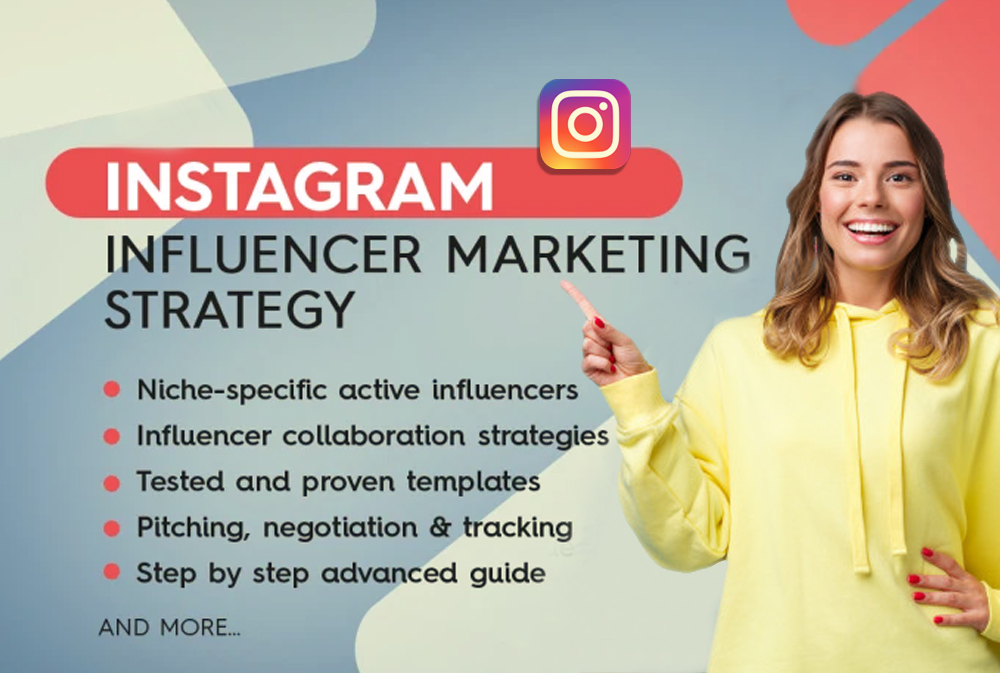 INSTAGRAM
INFLUENCER MARKETING
STRATEGY
Niche-specific active influencers
Influencer collaboration strategies
Tested and proven templates
Pitching, negotiation & tracking
Step by step advanced guide
AND MORE...